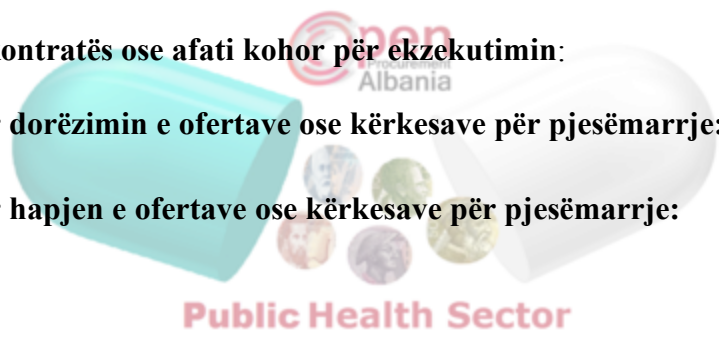 ontratës ose afati kohor për ekzekutimin:
Open
Procurement
Albania
r dorëzimin e ofertave ose kërkesave për pjesëmarrje:
r hapjen e ofertave ose kërkesave për pjesëmarrje:
Public Health Sector